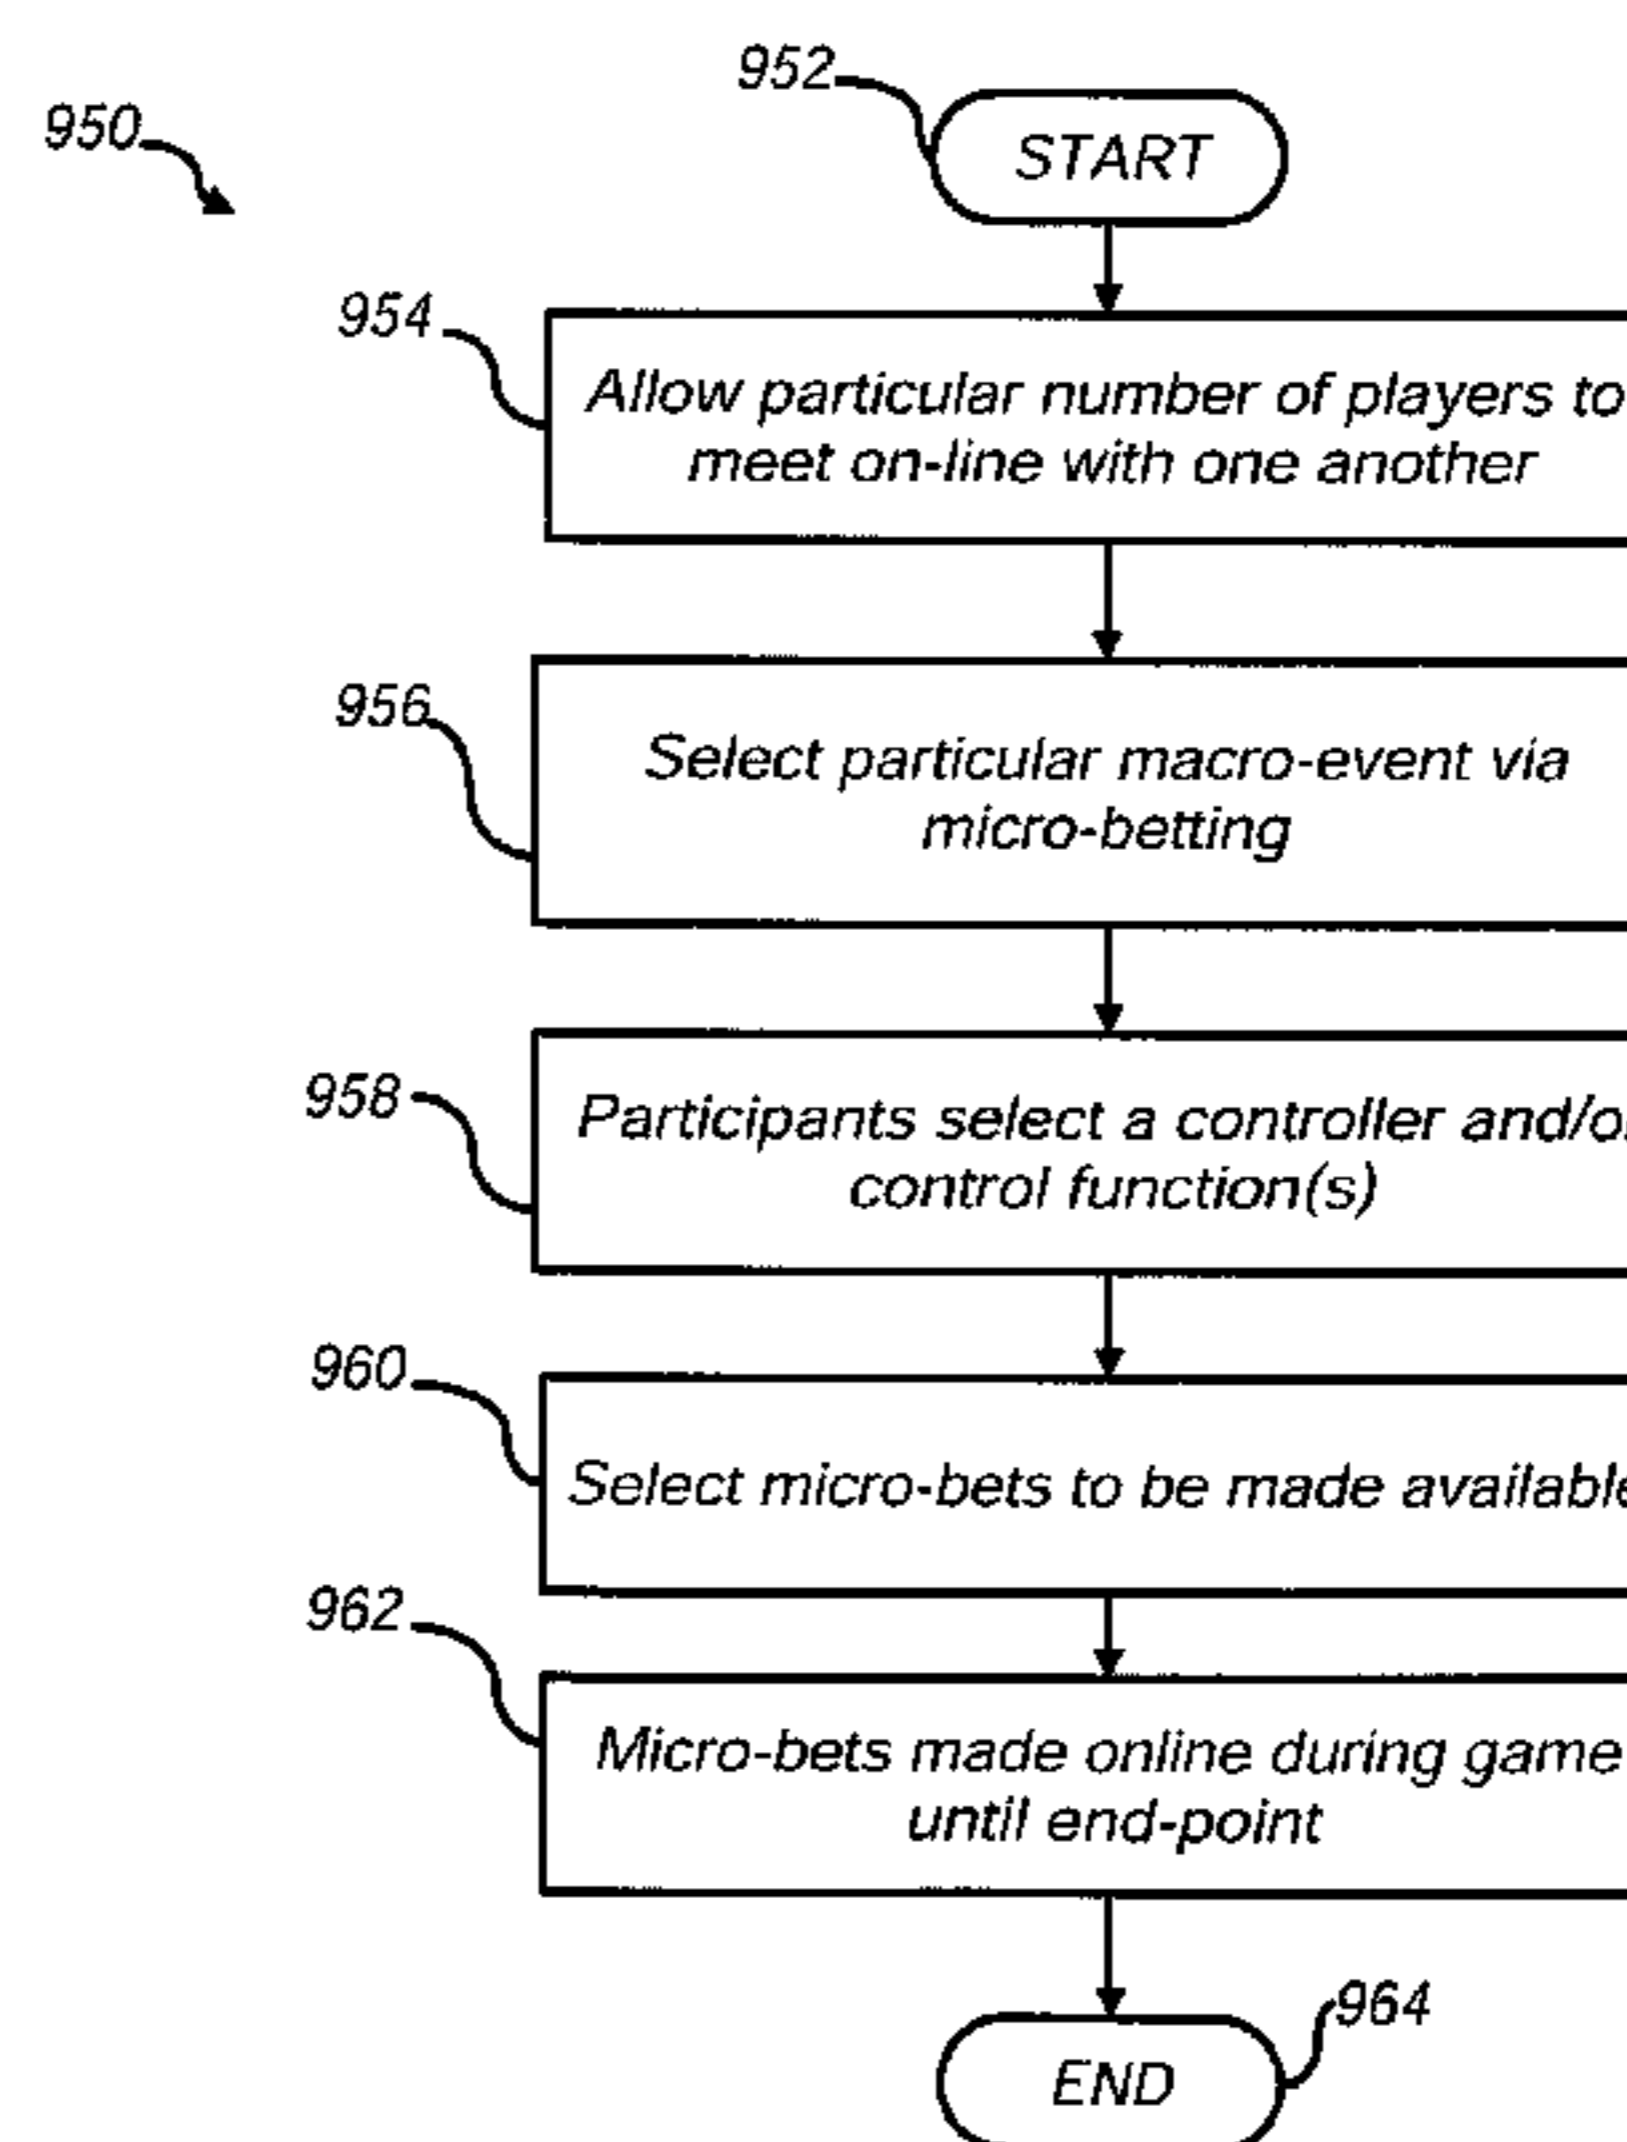 952
950
START
954
Allow particular number of players to
meet on-line with one another
956
Select particular macro-event via
micro-betting
958
Participants select a controller and/or
control function(s)
960
Select micro-bets to be made available
962
Micro-bets made online during game
until end-point
964
END